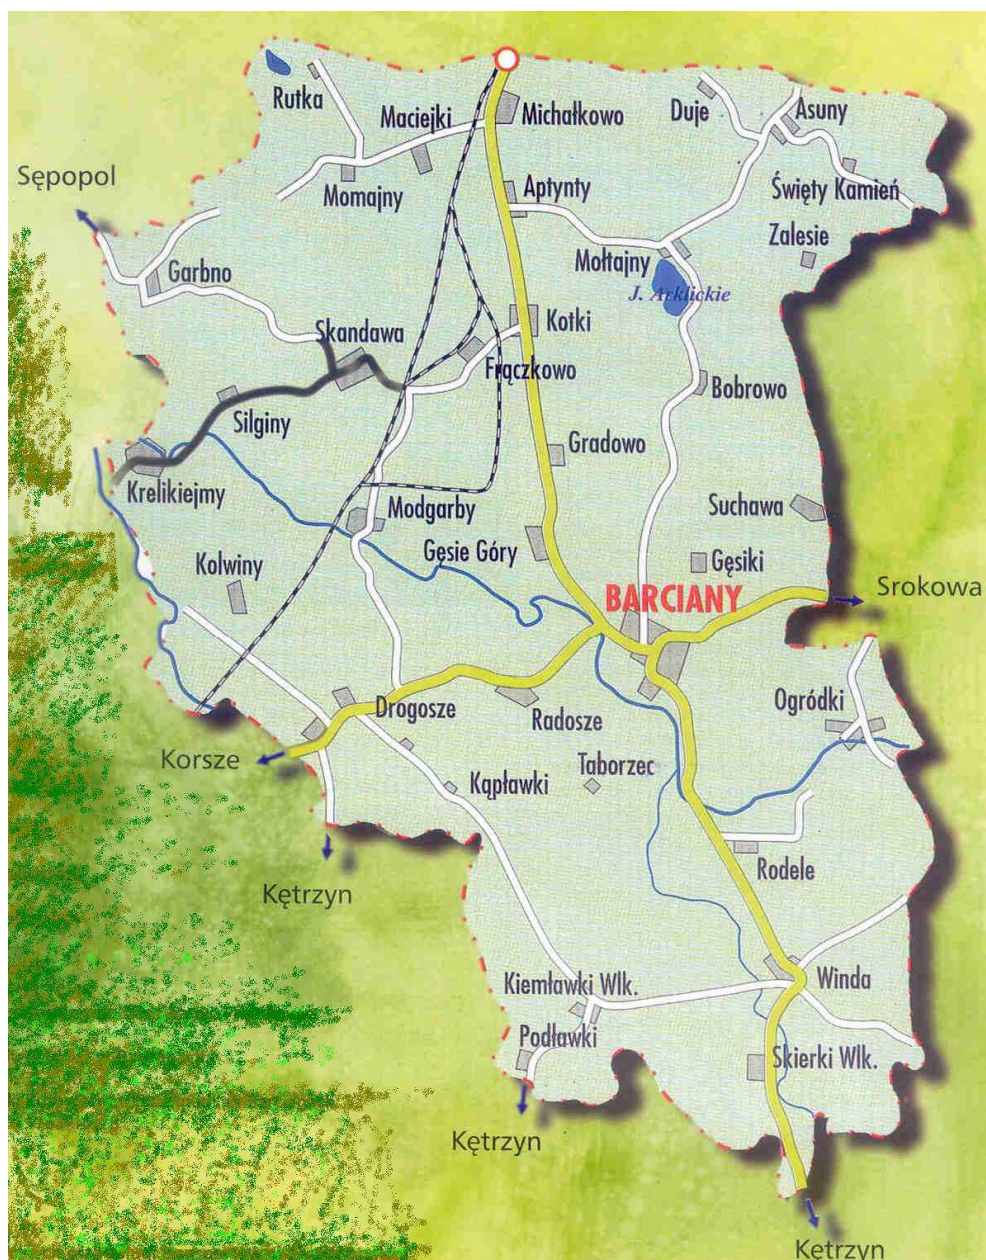 Rutka
Maciejki
Michałkowo
Duje
Asuny
Sępopol
Momajny
Aptynty
Święty Kamień
Zalesie
Garbno
Mołtajny
J. Arklickie
Skandawa
Kotki
Frączkowo
Bobrowo
Silginy
Gradowo
Krelikiejmy
Modgarby
Suchawa
Kolwiny
Gęsie Góry
Gęsiki
BARCIANY
Srokowa
Drogosze
Radosze
Ogródki
Korsze
Kąpławki
Taborzec
Rodele
Kętrzyn
Kiemławki Wlk.
Winda
Podławki
Skierki Wlk.
Kętrzyn
Kętrzyn